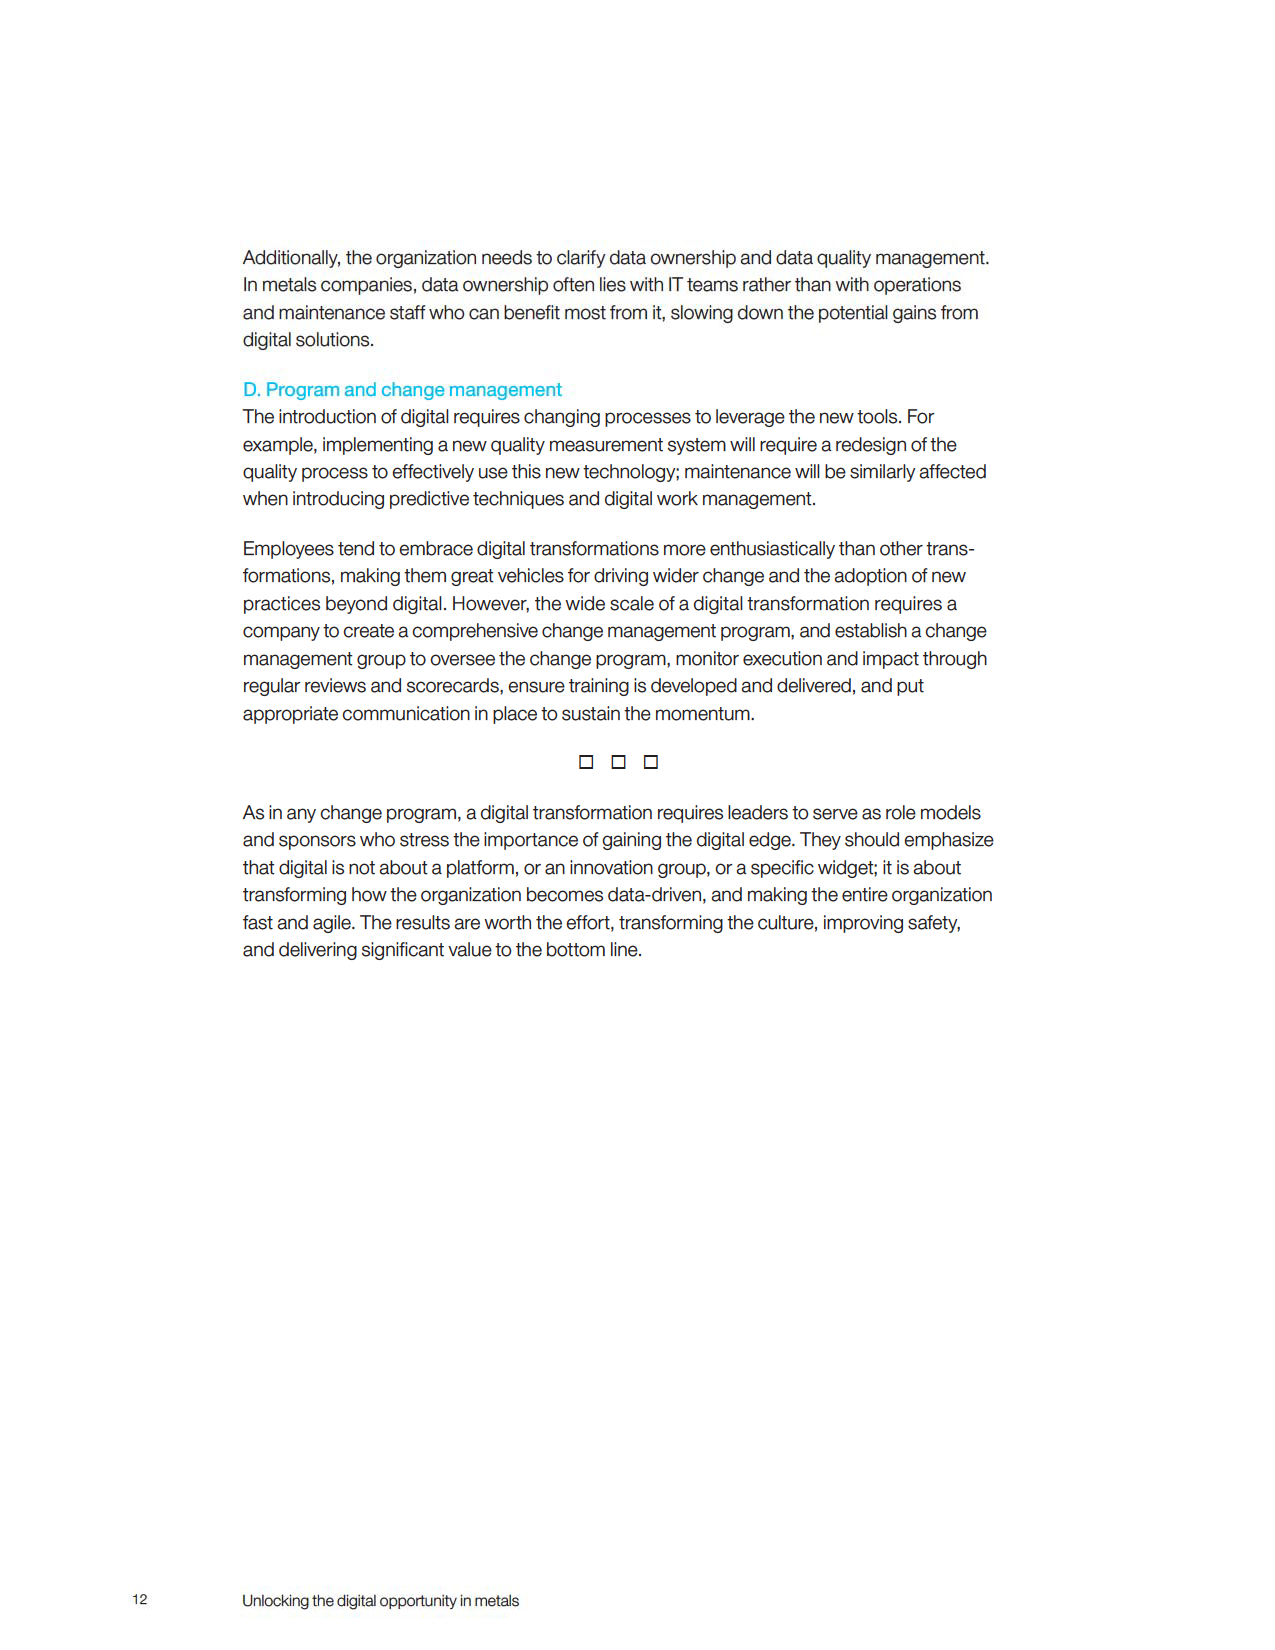 Additionally, the organization needs to clarify data ownership and data quality management.
In metals companies, data ownership often lies with IT teams rather than with operations
and maintenance staff who can benefit most from it, slowing down the potential gains from
digital solutions.
D. Program and change management
The introduction of digital requires changing processes to leverage the new tools. For
example, implementing a new quality measurement system will require a redesign of the
quality process to effectively use this new technology; maintenance will be similarly affected
when introducing predictive techniques and digital work management.
Employees tend to embrace digital transformations more enthusiastically than other trans-
formations, making them great vehicles for driving wider change and the adoption of new
practices beyond digital. However, the wide scale of a digital transformation requires a
company to create a comprehensive change management program, and establish a change
management group to oversee the change program, monitor execution and impact through
regular reviews and scorecards, ensure training is developed and delivered, and put
appropriate communication in place to sustain the momentum.
As in any change program, a digital transformation requires leaders to serve as role models
and sponsors who stress the importance of gaining the digital edge. They should emphasize
that digital is not about a platform, or an innovation group, or a specific widget; it is about
transforming how the organization becomes data-driven, and making the entire organization
fast and agile. The results are worth the effort, transforming the culture, improving safety,
and delivering significant value to the bottom line.
12 Unlocking the digital opportunity in metals